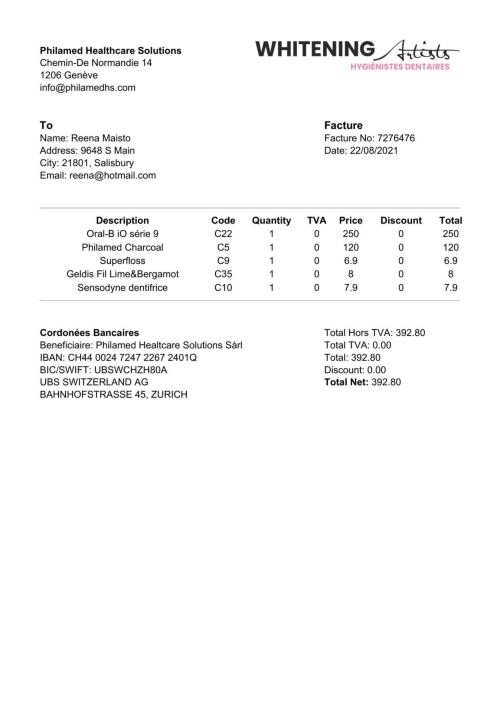 Philamed Healthcare Solutions
Chemin-De Normandie 14
1206 Genève
info@philamedhs.com
WHITENING Artists
HYGIÉNISTES DENTAIRES
To
Name: Reena Maisto
Address: 9648 S Main
City: 21801, Salisbury
Email: reena@hotmail.com
Facture
Facture No: 7276476
Date: 22/08/2021
Description Code Quantity TVA Price Discount Total
Oral-B iO série 9 C22 1 0 250 0 250
Philamed Charcoal C5 1 0 120 0 120
Superfloss C9 1 0 6.9 0 6.9
Geldis Fil Lime&Bergamot C35 1 0 8 0 8
Sensodyne dentifrice C10 1 0 7.9 0 7.9
Cordonées Bancaires
Beneficiaire: Philamed Healtcare Solutions Sàrl
IBAN: CH44 0024 7247 2267 2401Q
BIC/SWIFT: UBSWCHZH80A
UBS SWITZERLAND AG
BAHNHOFSTRASSE 45, ZURICH
Total Hors TVA: 392.80
Total TVA: 0.00
Total: 392.80
Discount: 0.00
Total Net: 392.80